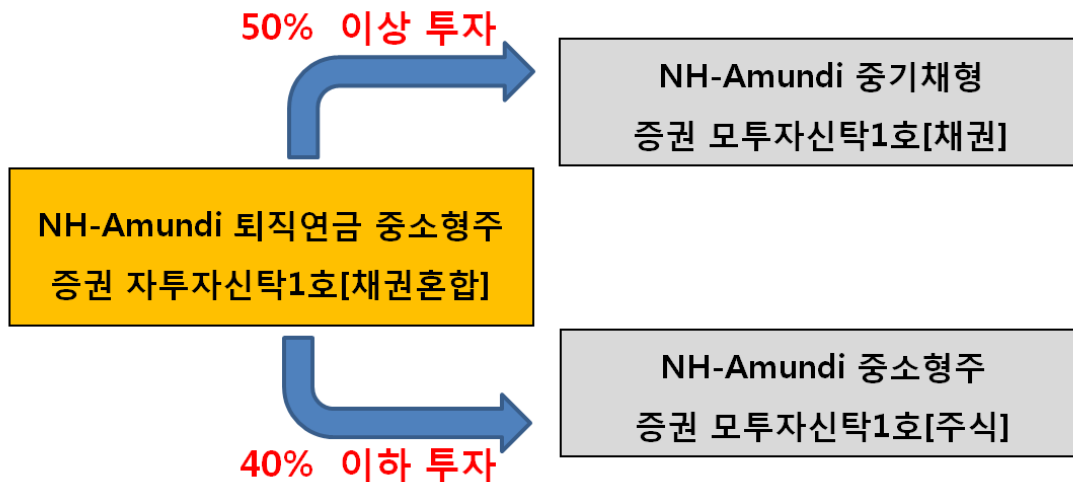 50% 이상 투자
NH-Amundi 중기채형
증권 모투자신탁1호[채권]
NH-Amundi 퇴직연금 중소형주
증권 자투자신탁1호[채권혼합]
NH-Amundi 중소형주
증권 모투자신탁1호[주식]
40% 이하 투자